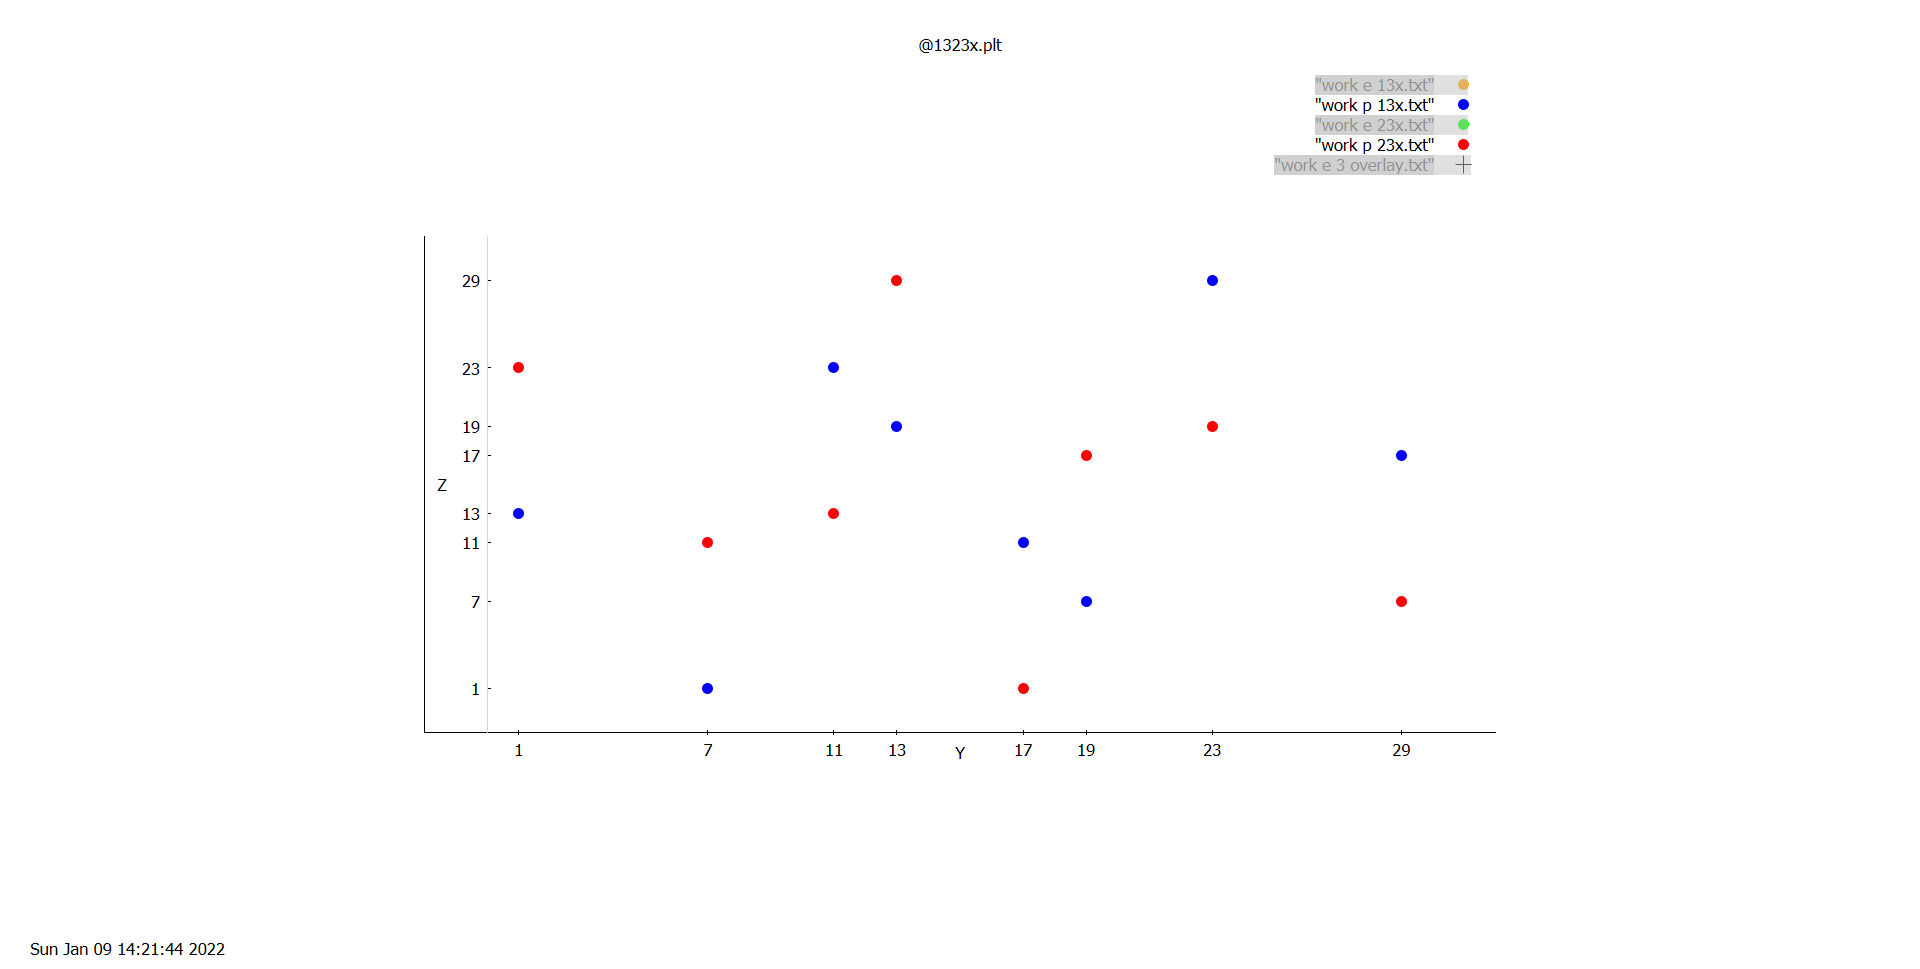 @1323x.plt
"work e 13x.txt"
"work p 13x.txt"
"work e 23x.txt"
"work p 23x.txt"
"work e 3 overlay.txt"
29
23
19
17
Z
13
11
7
1
1 7 11 13 Y 17 19 23 29
Sun Jan 09 14:21:44 2022